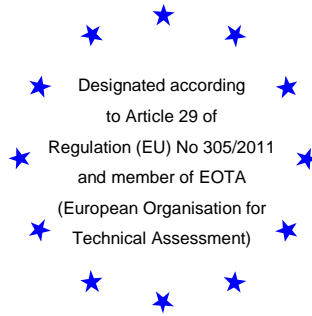 Designated according
to Article 29 of
Regulation (EU) No 305/2011
and member of EOTA
(European Organisation for
Technical Assessment)